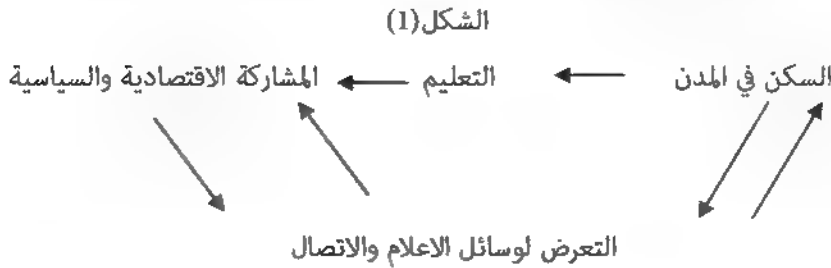 الشكل(1)
السكن في المدن التعليم المشاركة الاقتصادية والسياسية
التعرض لوسائل الاعلام والاتصال